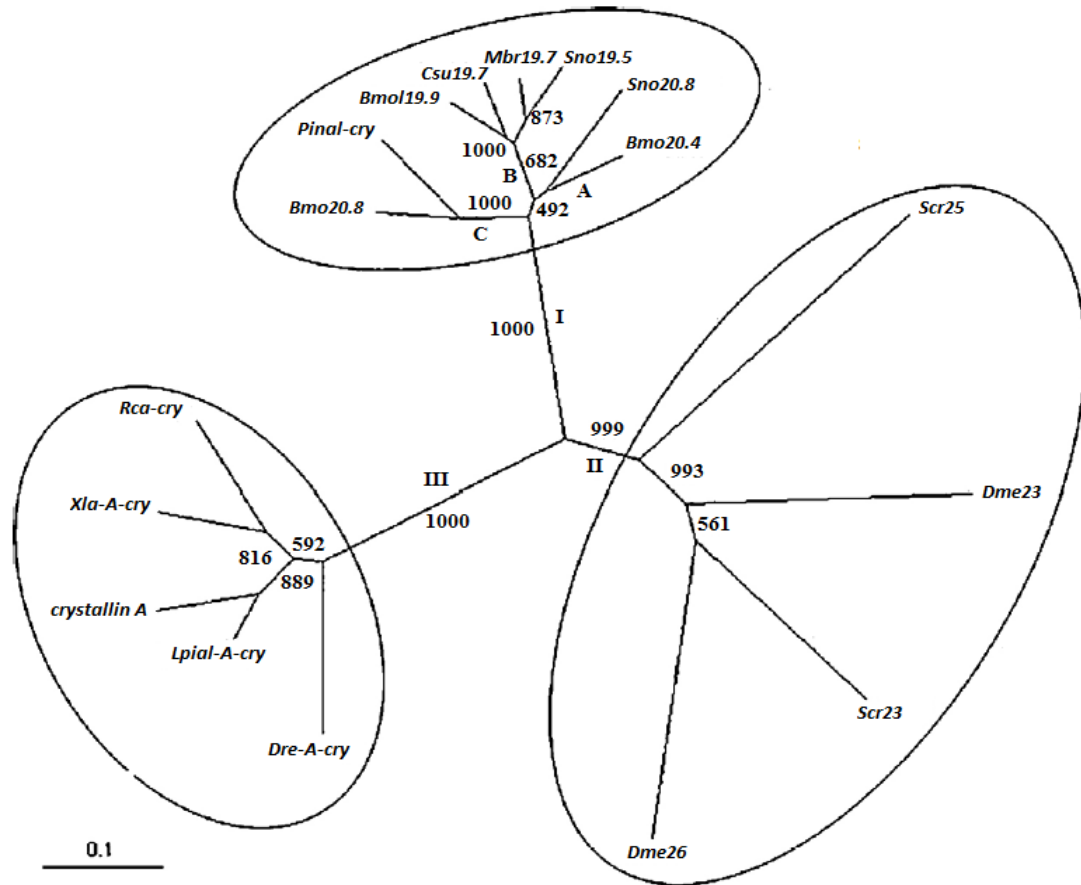 Mbr19.7
Sno19.5
Csu19.7
Sno20.8
Bmol19.9
873
Pinal-cry
1000
682
Bmo20.4
B
A
1000
Bmo20.8
492
C
Scr25
I
1000
Rca-cry
999
III
II
993
Xla-A-cry
1000
Dme23
561
592
816
889
crystallin A
Lpial-A-cry
Scr23
Dre-A-cry
0.1
Dme26